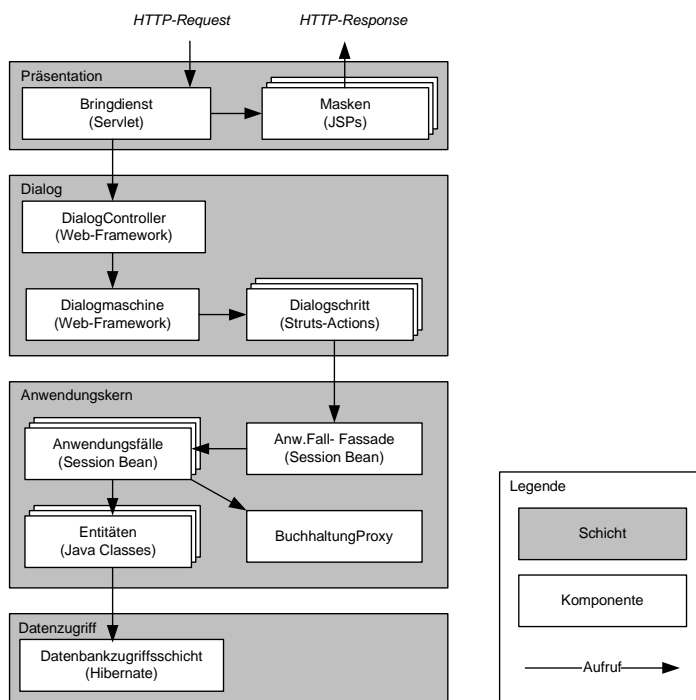 HTTP-Request
HTTP-Response
Präsentation
Bringdienst
(Servlet)
Masken
(JSPs)
Dialog
DialogController
(Web-Framework)
Dialogmaschine
(Web-Framework)
Dialogschritt
(Struts-Actions)
Anwendungskern
Anwendungsfälle
(Session Bean)
Anw.Fall- Fassade
(Session Bean)
Entitäten
(Java Classes)
BuchhaltungProxy
Datenzugriff
Datenbankzugriffsschicht
(Hibernate)
Legende
Schicht
Komponente
Aufruf